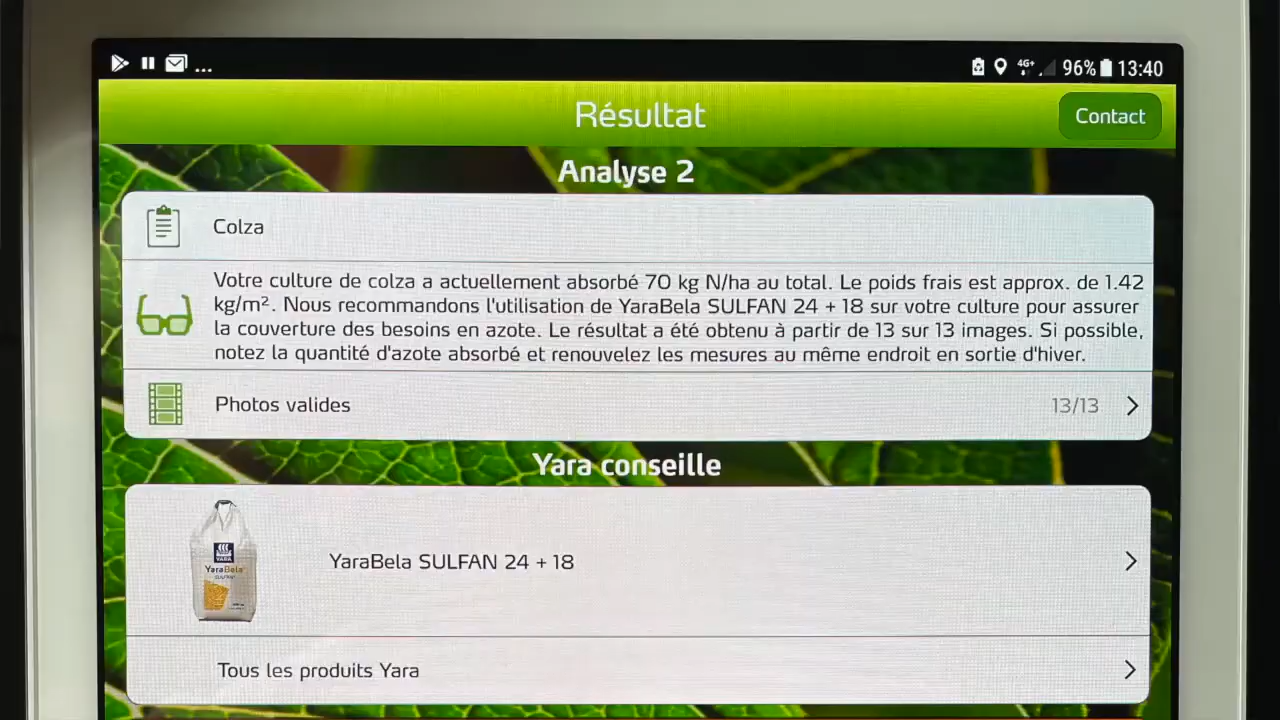 ...
4G+ 96% 13:40
Résultat
Contact
Analyse 2
Colza
Votre culture de colza a actuellement absorbé 70 kg N/ha au total. Le poids frais est approx. de 1.42
kg/m². Nous recommandons l'utilisation de YaraBela SULFAN 24 + 18 sur votre culture pour assurer
la couverture des besoins en azote. Le résultat a été obtenu à partir de 13 sur 13 images. Si possible,
notez la quantité d'azote absorbé et renouvelez les mesures au même endroit en sortie d'hiver.
Photos valides
13/13
Yara conseille
YARA
YaraBela
SULFAN
YaraBela SULFAN 24 + 18
Tous les produits Yara